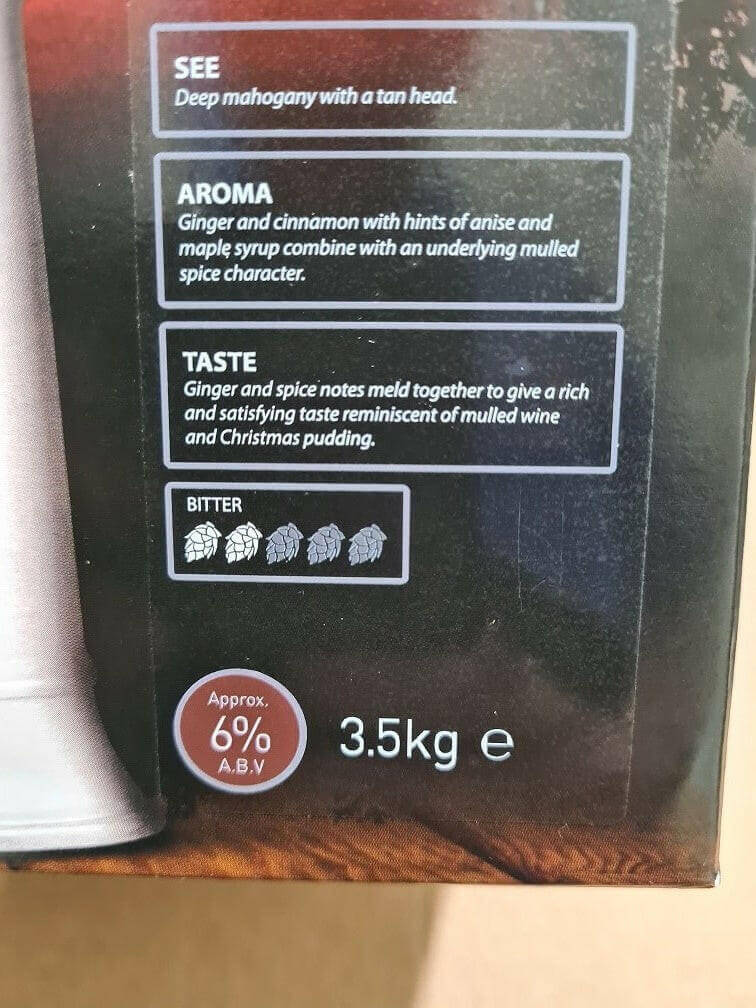 SEE
Deep mahogany with a tan head.
AROMA
Ginger and cinnamon with hints of anise and
maple syrup combine with an underlying mulled
spice character.
TASTE
Ginger and spice notes meld together to give a rich
and satisfying taste reminiscent of mulled wine
and Christmas pudding.
BITTER
Approx.
6%
A.B.V
3.5kg e